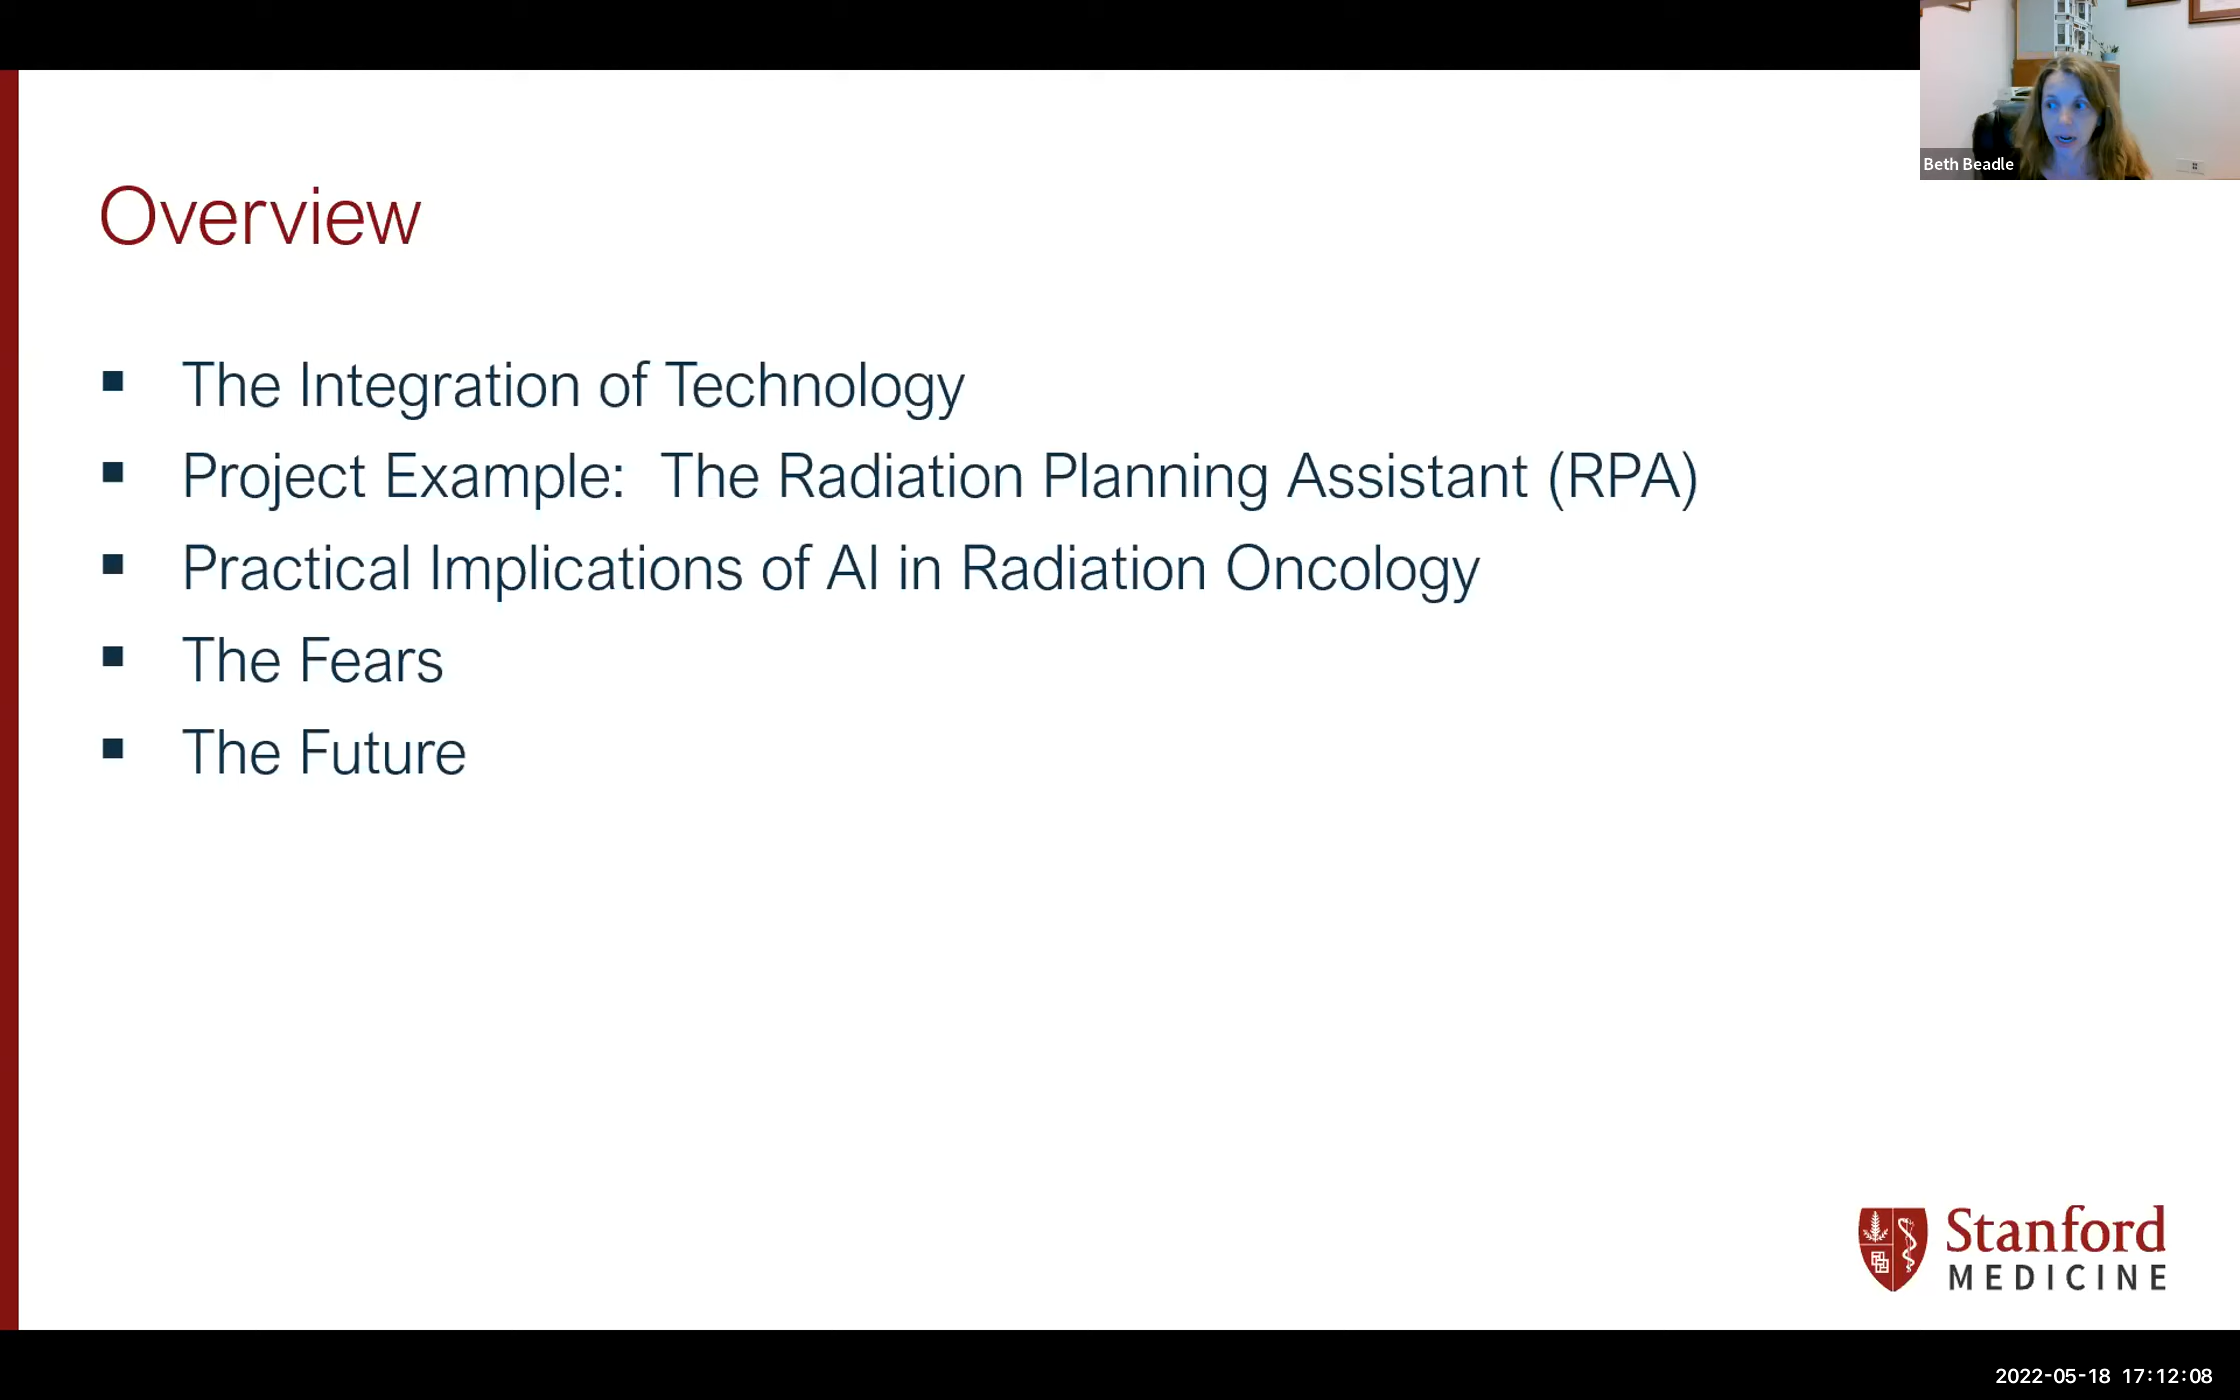 Beth Beadle
Overview
▪ The Integration of Technology
▪ Project Example:  The Radiation Planning Assistant (RPA)
▪ Practical Implications of AI in Radiation Oncology
▪ The Fears
▪ The Future
Stanford
MEDICINE
2022-05-18 17:12:08